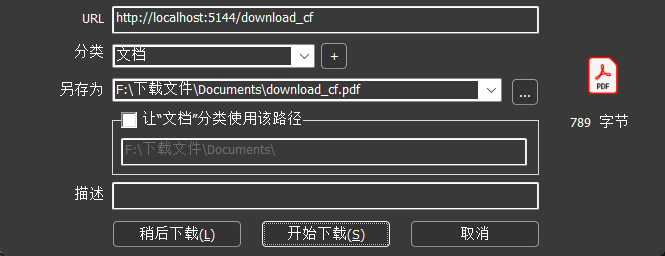 URL http://localhost:5144/download_cf
分类 文档 +
另存为 F:\下载文件\Documents\download_cf.pdf ...
PDF
789 字节
让"文档"分类使用该路径
F:\下载文件\Documents\
描述
稍后下载(L) 开始下载(S) 取消